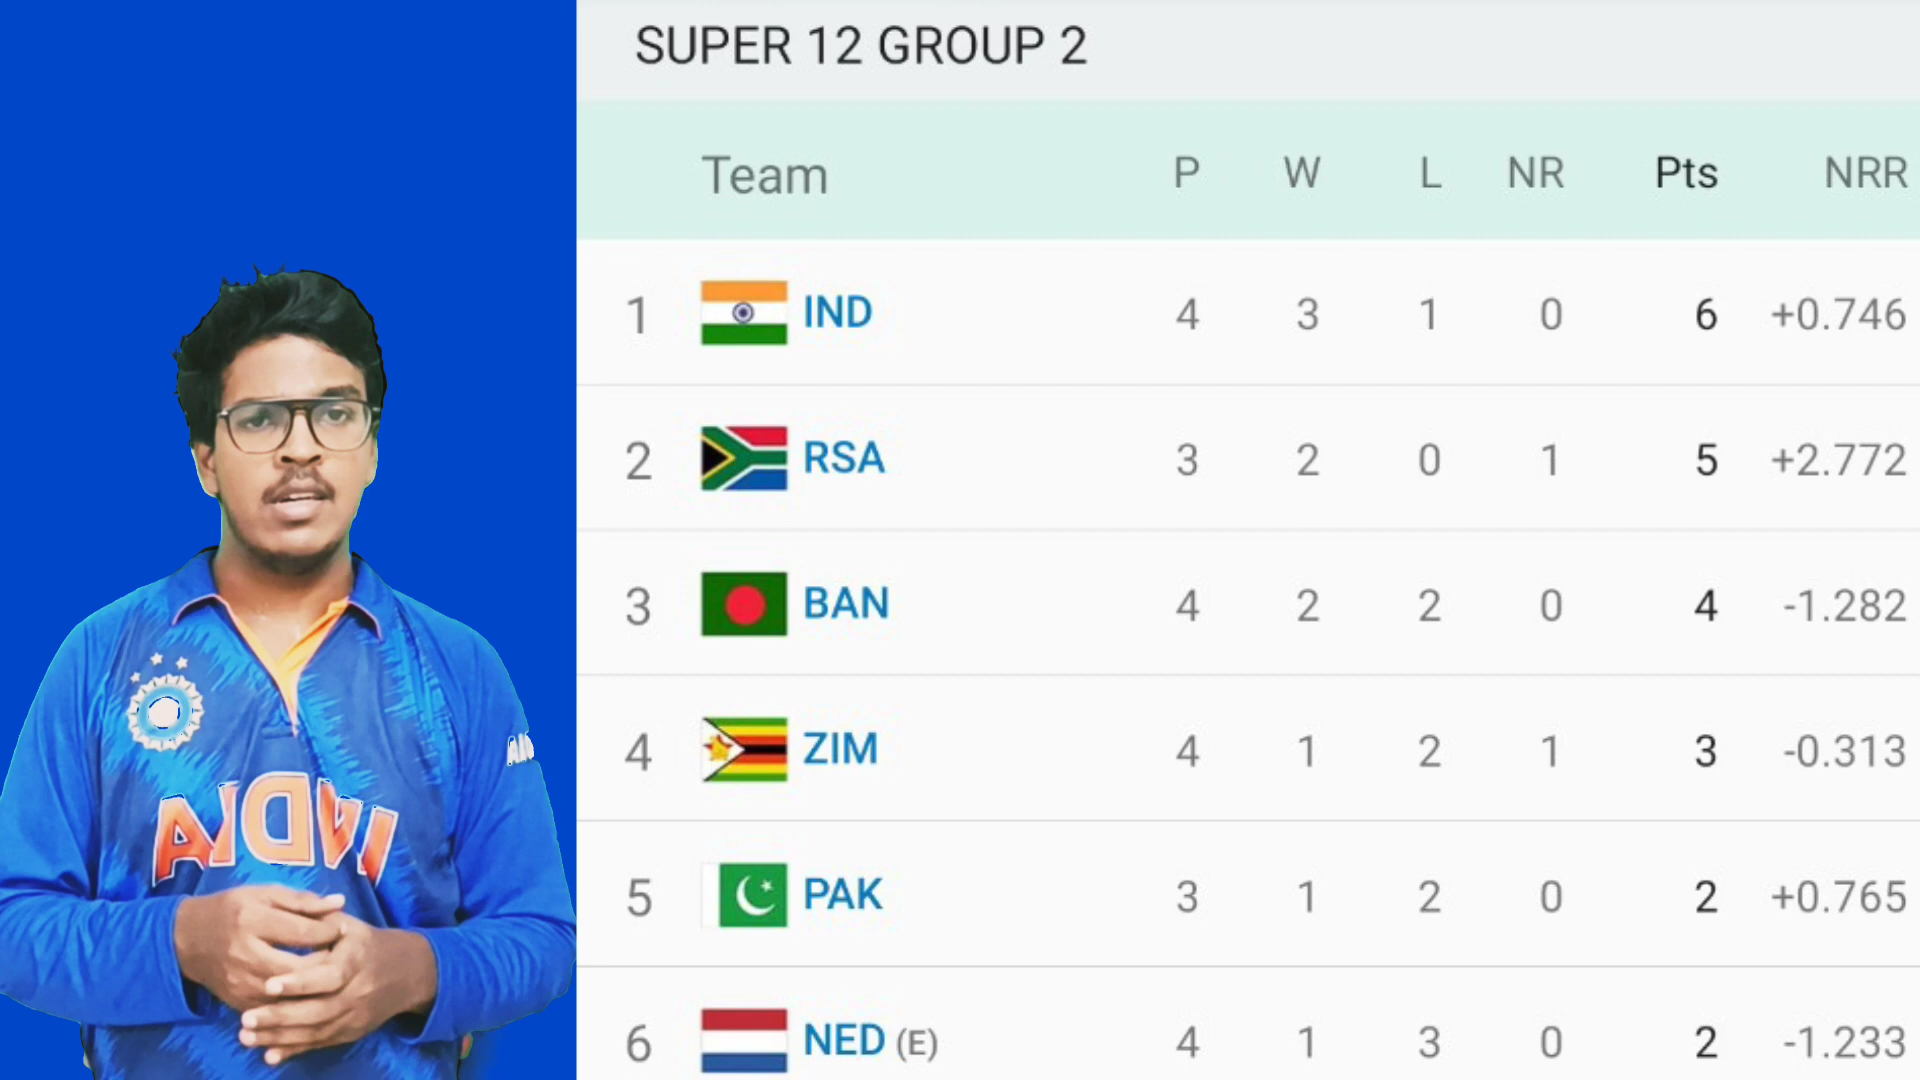 SUPER 12 GROUP 2
Team P W L NR Pts NRR
1 IND 4 3 1 0 6 +0.746
2 RSA 3 2 0 1 5 +2.772
3 BAN 4 2 2 0 4 -1.282
4 ZIM 4 1 2 1 3 -0.313
5 PAK 3 1 2 0 2 +0.765
6 NED (E) 4 1 3 0 2 -1.233
INDIA